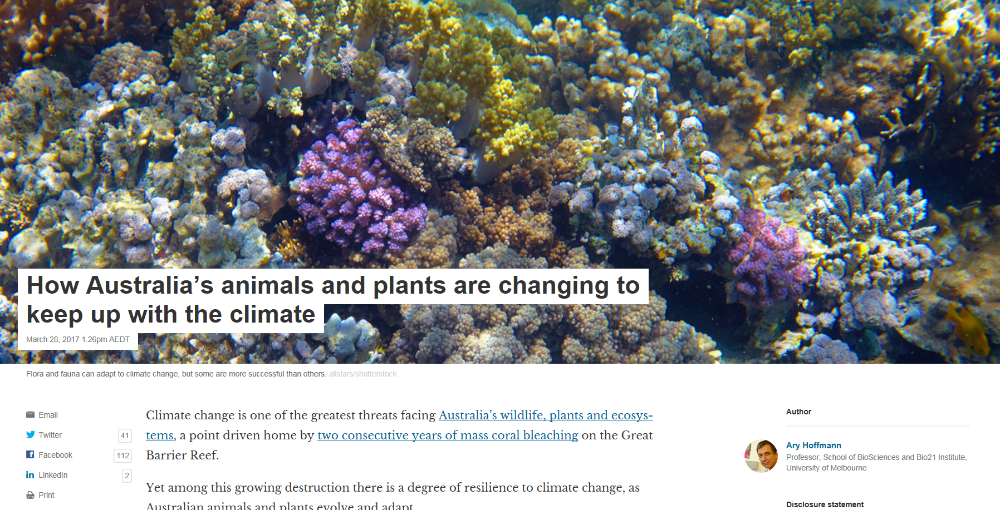 How Australia’s animals and plants are changing to
keep up with the climate
March 28, 2017 1.26pm AEDT
Flora and fauna can adapt to climate change, but some are more successful than others. allstars/shutterstock
Email
Twitter 41
Facebook 112
LinkedIn 2
Print
Climate change is one of the greatest threats facing Australia’s wildlife, plants and ecosys-
tems, a point driven home by two consecutive years of mass coral bleaching on the Great
Barrier Reef.
Yet among this growing destruction there is a degree of resilience to climate change, as
Australian animals and plants evolve and adapt.
Author
Ary Hoffmann
Professor, School of BioSciences and Bio21 Institute,
University of Melbourne
Disclosure statement